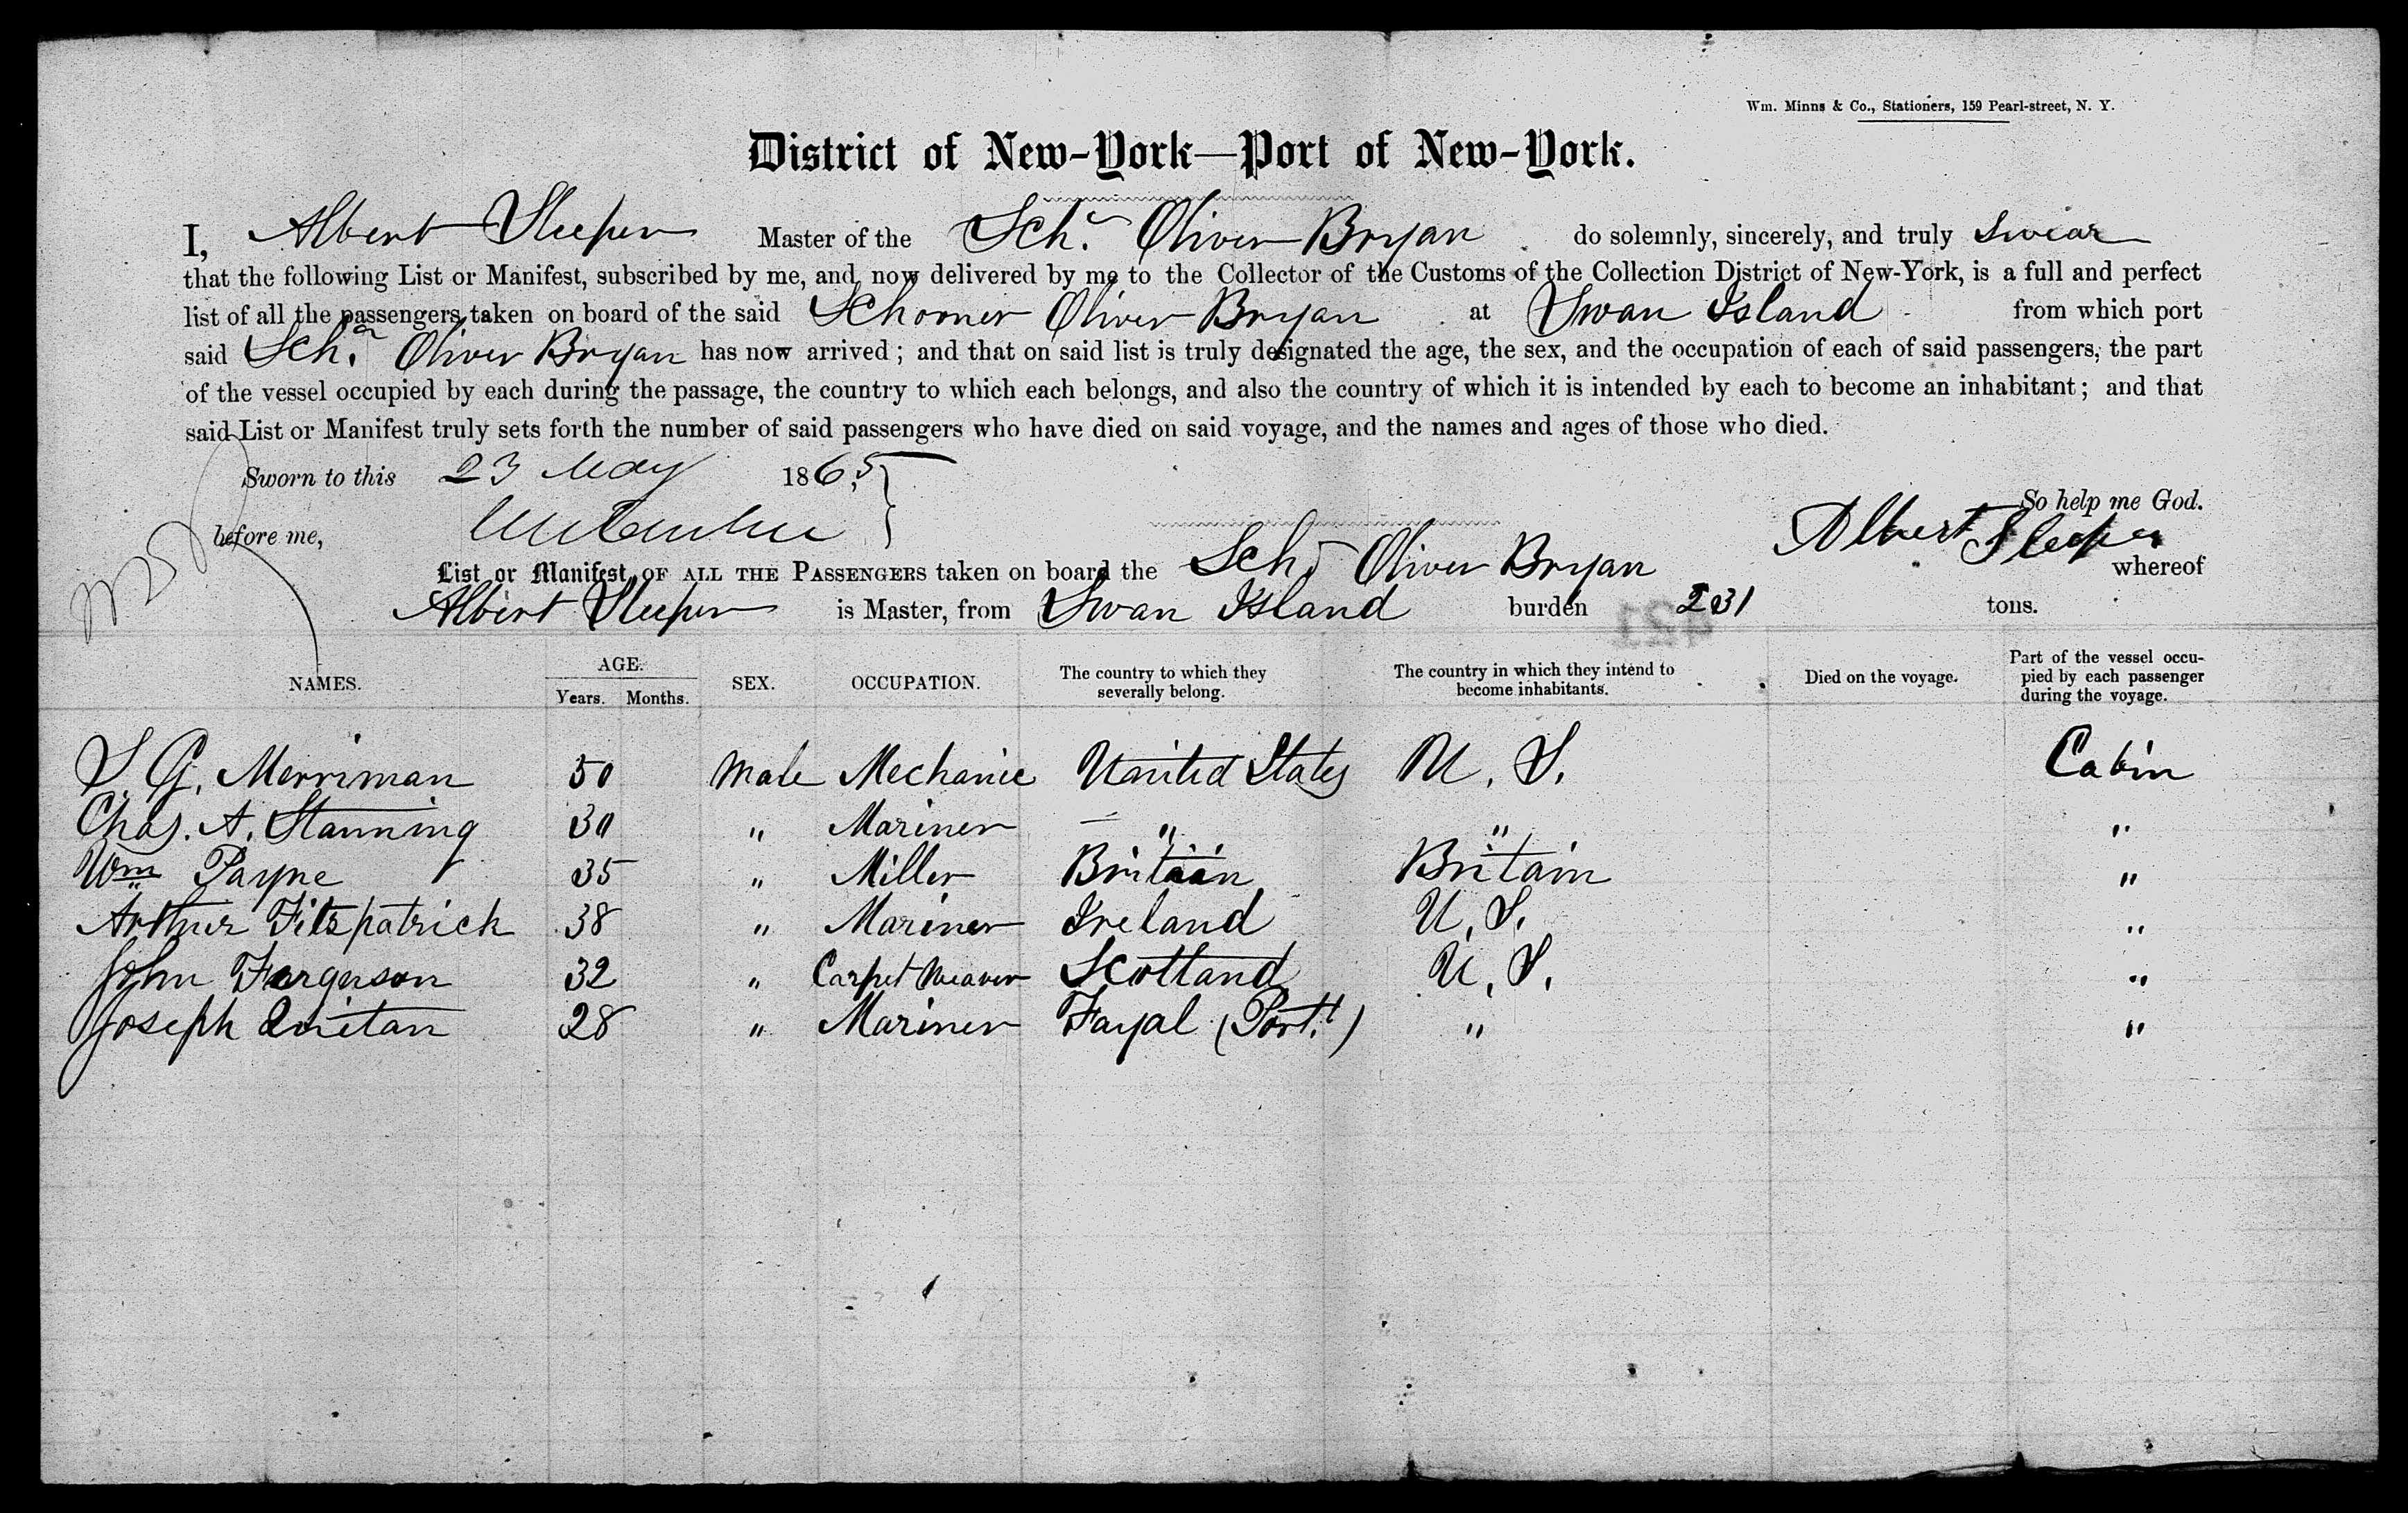 Wm. Minns & Co., Stationers, 159 Pearl-street, N. Y.
District of New-York—Port of New-York.
I, Albert Sleeper Master of the Schr. Oliver Bryan do solemnly, sincerely, and truly swear
that the following List or Manifest, subscribed by me, and now delivered by me to the Collector of the Customs of the Collection District of New-York, is a full and perfect
list of all the passengers taken on board of the said Schooner Oliver Bryan at Swan Island from which port
said Schr. Oliver Bryan has now arrived; and that on said list is truly designated the age, the sex, and the occupation of each of said passengers, the part
of the vessel occupied by each during the passage, the country to which each belongs, and also the country of which it is intended by each to become an inhabitant; and that
said List or Manifest truly sets forth the number of said passengers who have died on said voyage, and the names and ages of those who died.
Sworn to this 23 May 1865
So help me God.
before me,
Albert Sleeper
List or Manifest OF ALL THE PASSENGERS taken on board the Schr Oliver Bryan whereof
Albert Sleeper is Master, from Swan Island burden 231 tons.
421
NAMES. AGE. Years. Months. SEX. OCCUPATION. The country to which they severally belong. The country in which they intend to become inhabitants. Died on the voyage. Part of the vessel occupied by each passenger during the voyage.
S. G. Merriman 50 Male Mechanic United States U. S. Cabin
Chas. A. Stanning 30 " Mariner — " " "
Wm Payne 35 " Miller Britain Britain "
Arthur Fitzpatrick 38 " Mariner Ireland U. S. "
John Fergerson 32 " Carpet Weaver Scotland U. S. "
Joseph Quitan 28 " Mariner Fayal (Port.l) " "